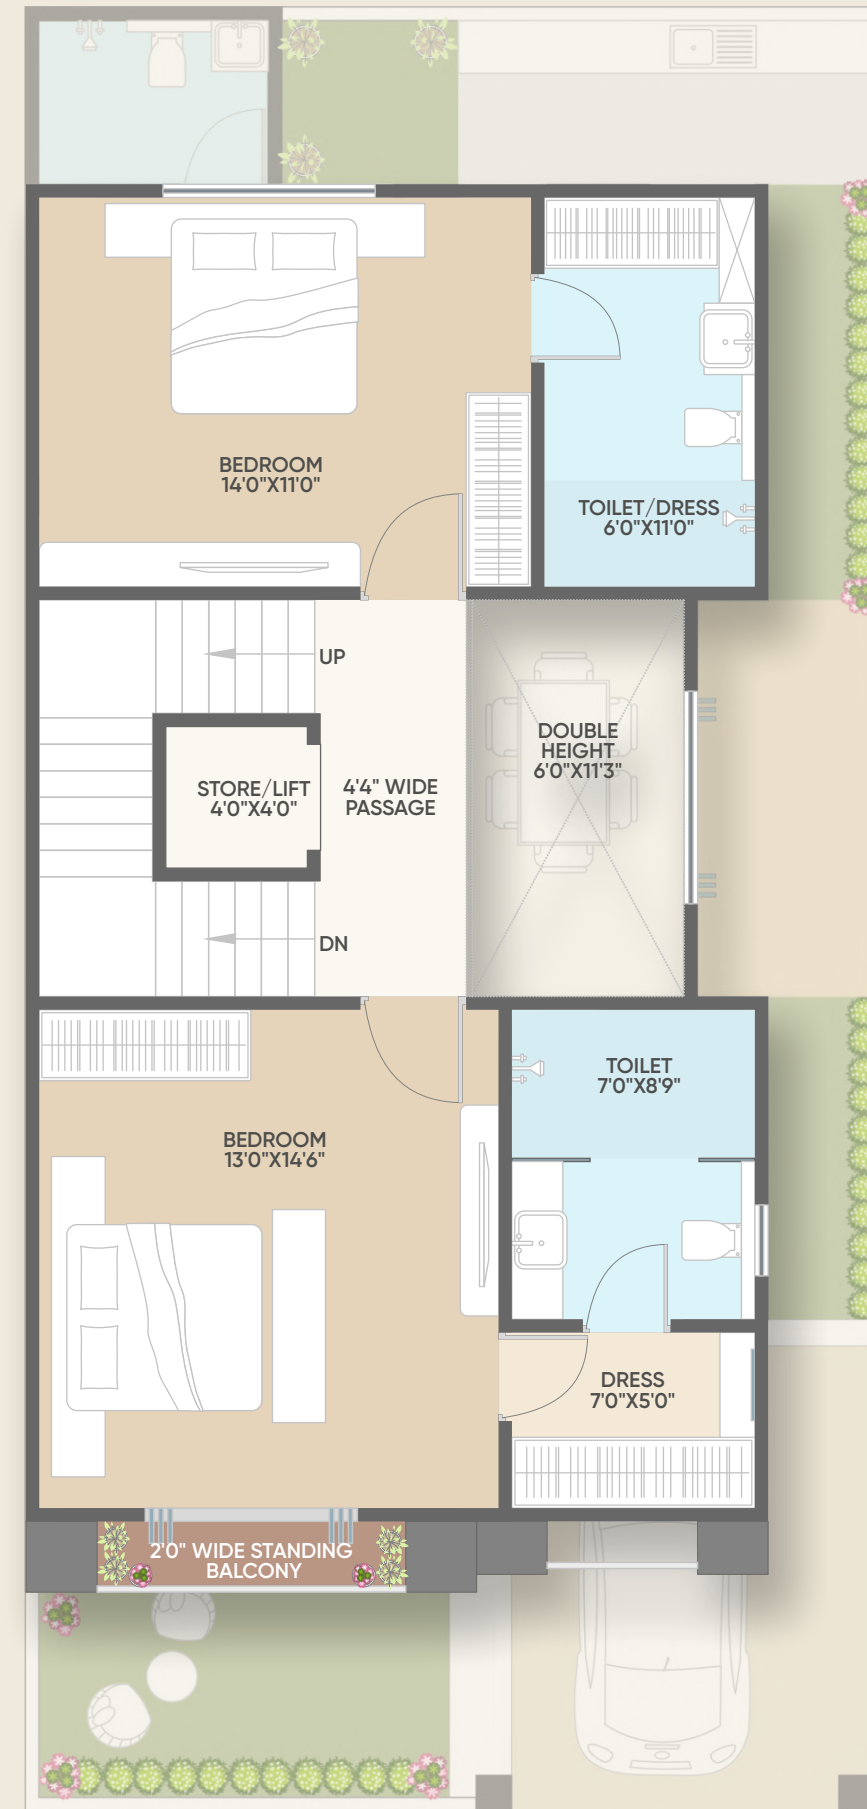 BEDROOM
14'0"X11'0"
TOILET/DRESS
6'0"X11'0"
UP
DOUBLE
HEIGHT
6'0"X11'3"
STORE/LIFT
4'0"X4'0"
4'4" WIDE
PASSAGE
DN
TOILET
7'0"X8'9"
BEDROOM
13'0"X14'6"
DRESS
7'0"X5'0"
2'0" WIDE STANDING
BALCONY